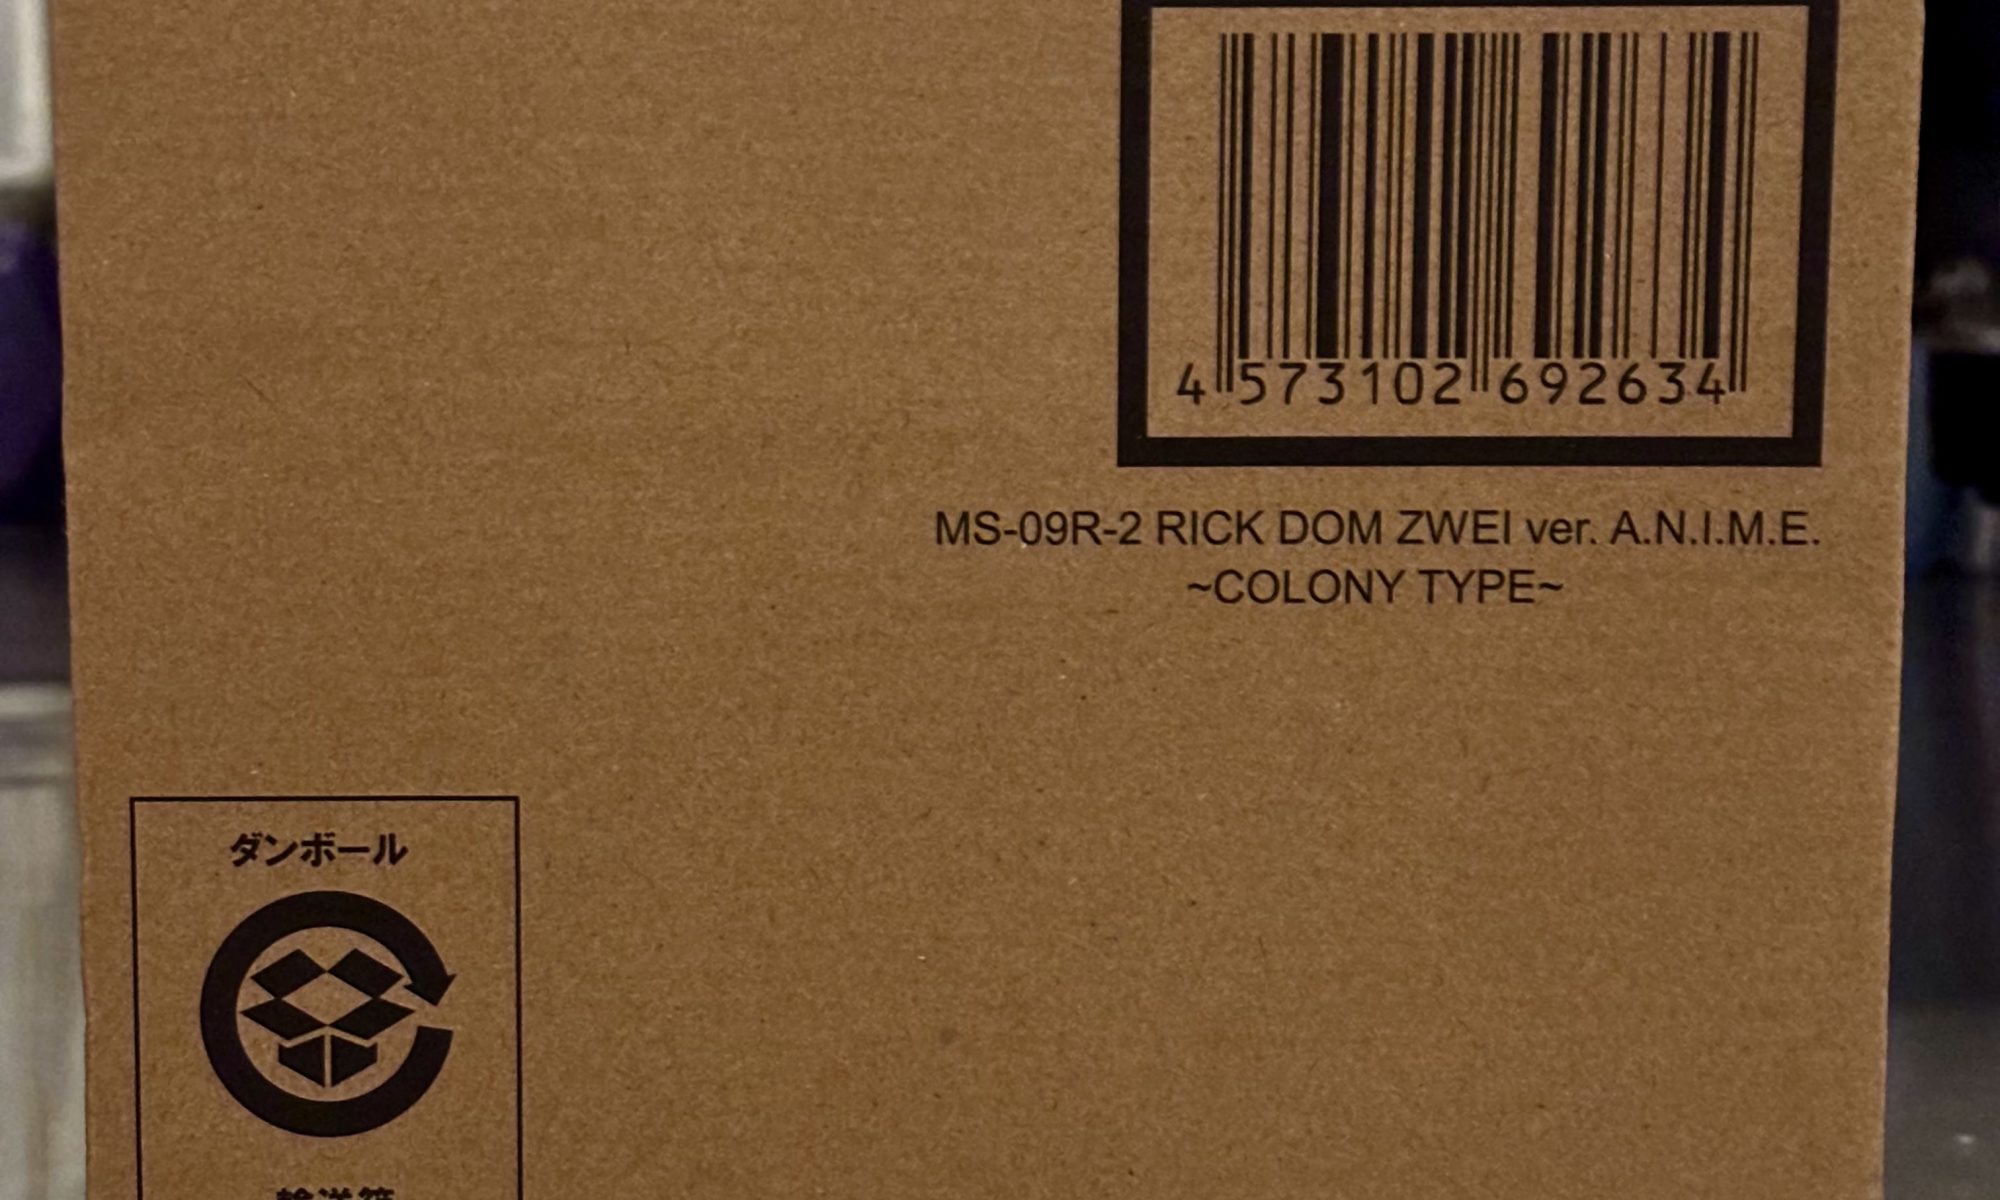 4 573102 692634
MS-09R-2 RICK DOM ZWEI ver. A.N.I.M.E.
~COLONY TYPE~
ダンボール